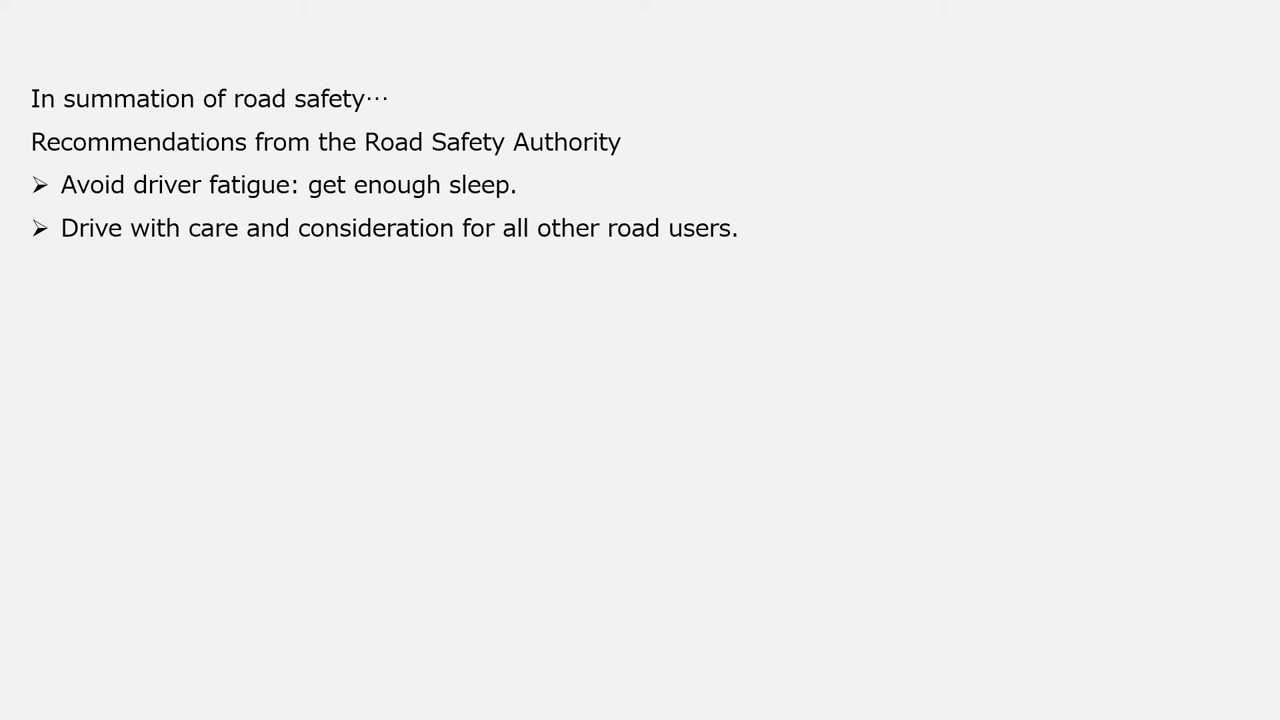 In summation of road safety⋯
Recommendations from the Road Safety Authority
➢ Avoid driver fatigue: get enough sleep.
➢ Drive with care and consideration for all other road users.